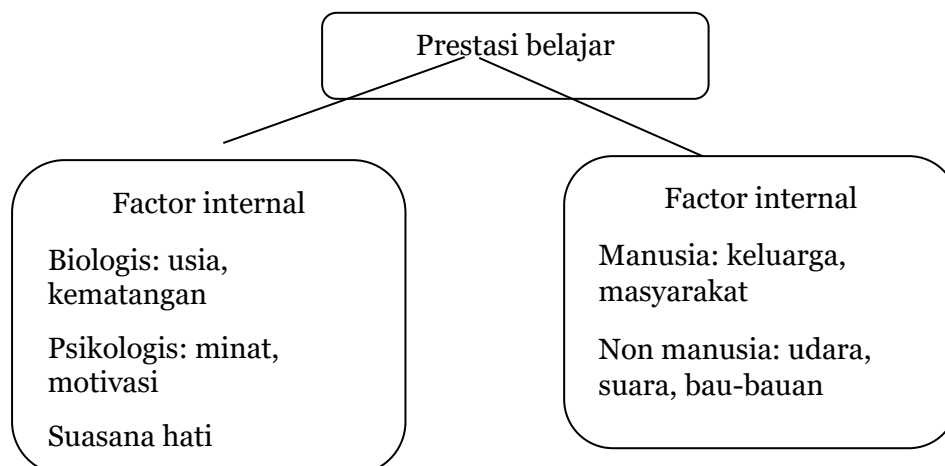 Prestasi belajar
Factor internal
Biologis: usia,
kematangan
Psikologis: minat,
motivasi
Suasana hati
Factor internal
Manusia: keluarga,
masyarakat
Non manusia: udara,
suara, bau-bauan